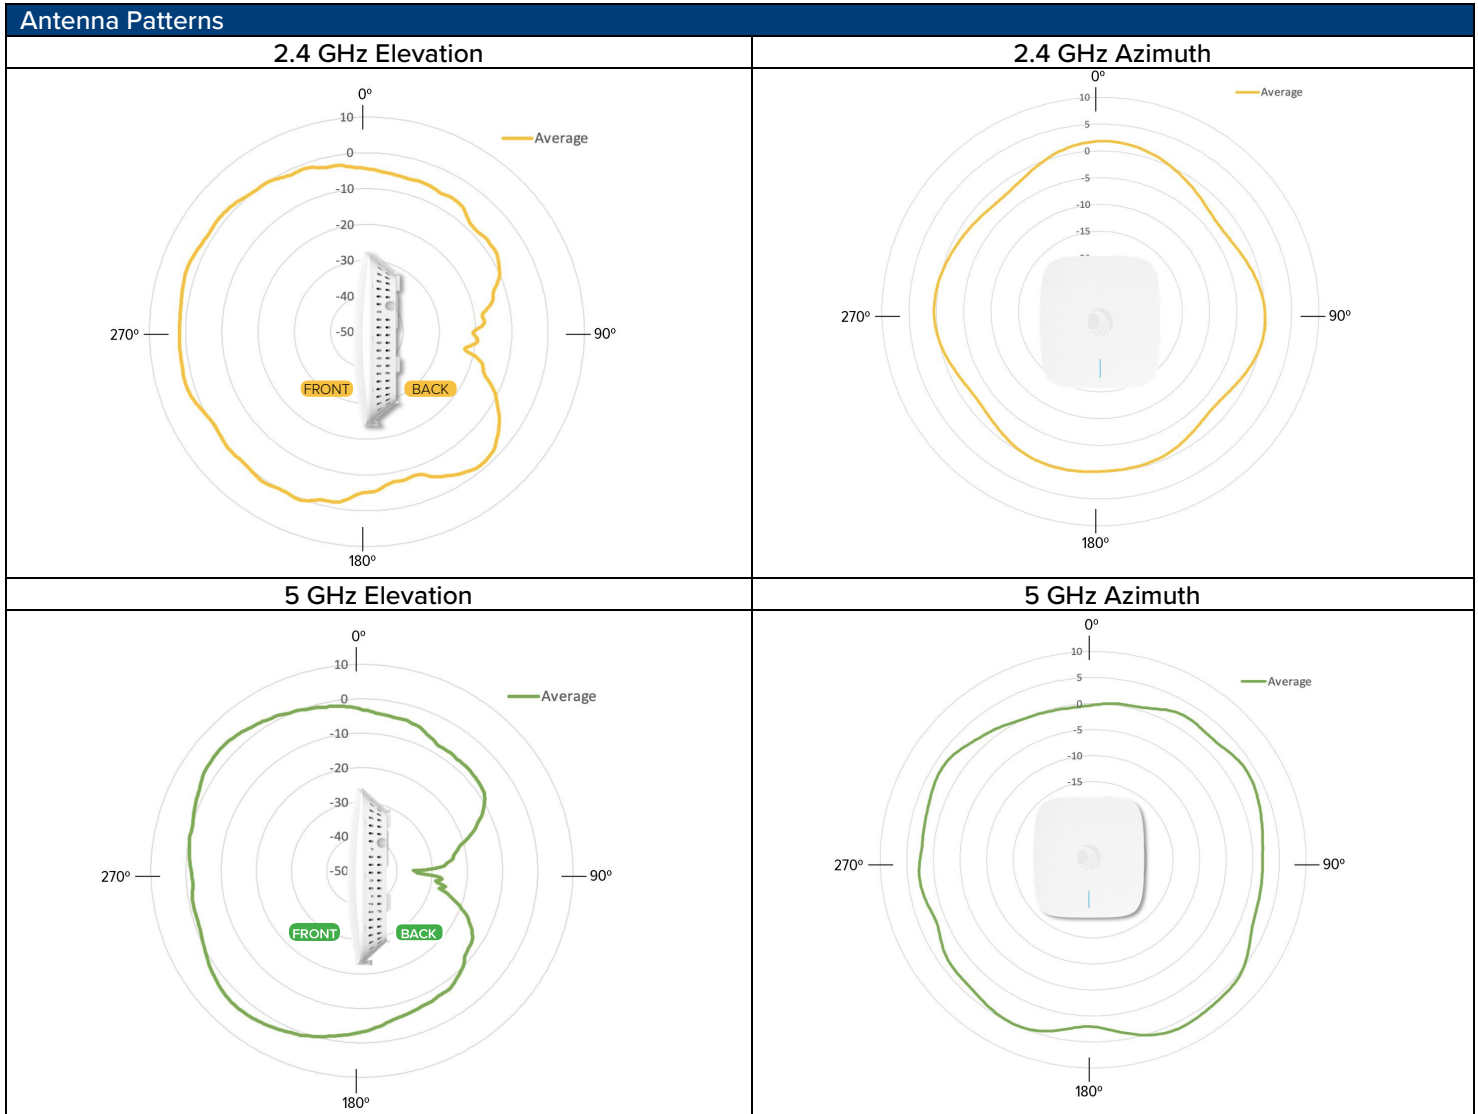 Antenna Patterns
2.4 GHz Elevation
2.4 GHz Azimuth
0º
10
Average
0
-10
-20
-30
-40
-50
270º
90º
FRONT
BACK
180º
0º
10
Average
5
0
-5
-10
-15
270º
90º
180º
5 GHz Elevation
5 GHz Azimuth
0º
10
Average
0
-10
-20
-30
-40
-50
270º
90º
FRONT
BACK
180º
0º
10
5
Average
0
-5
-10
-15
270º
90º
180º